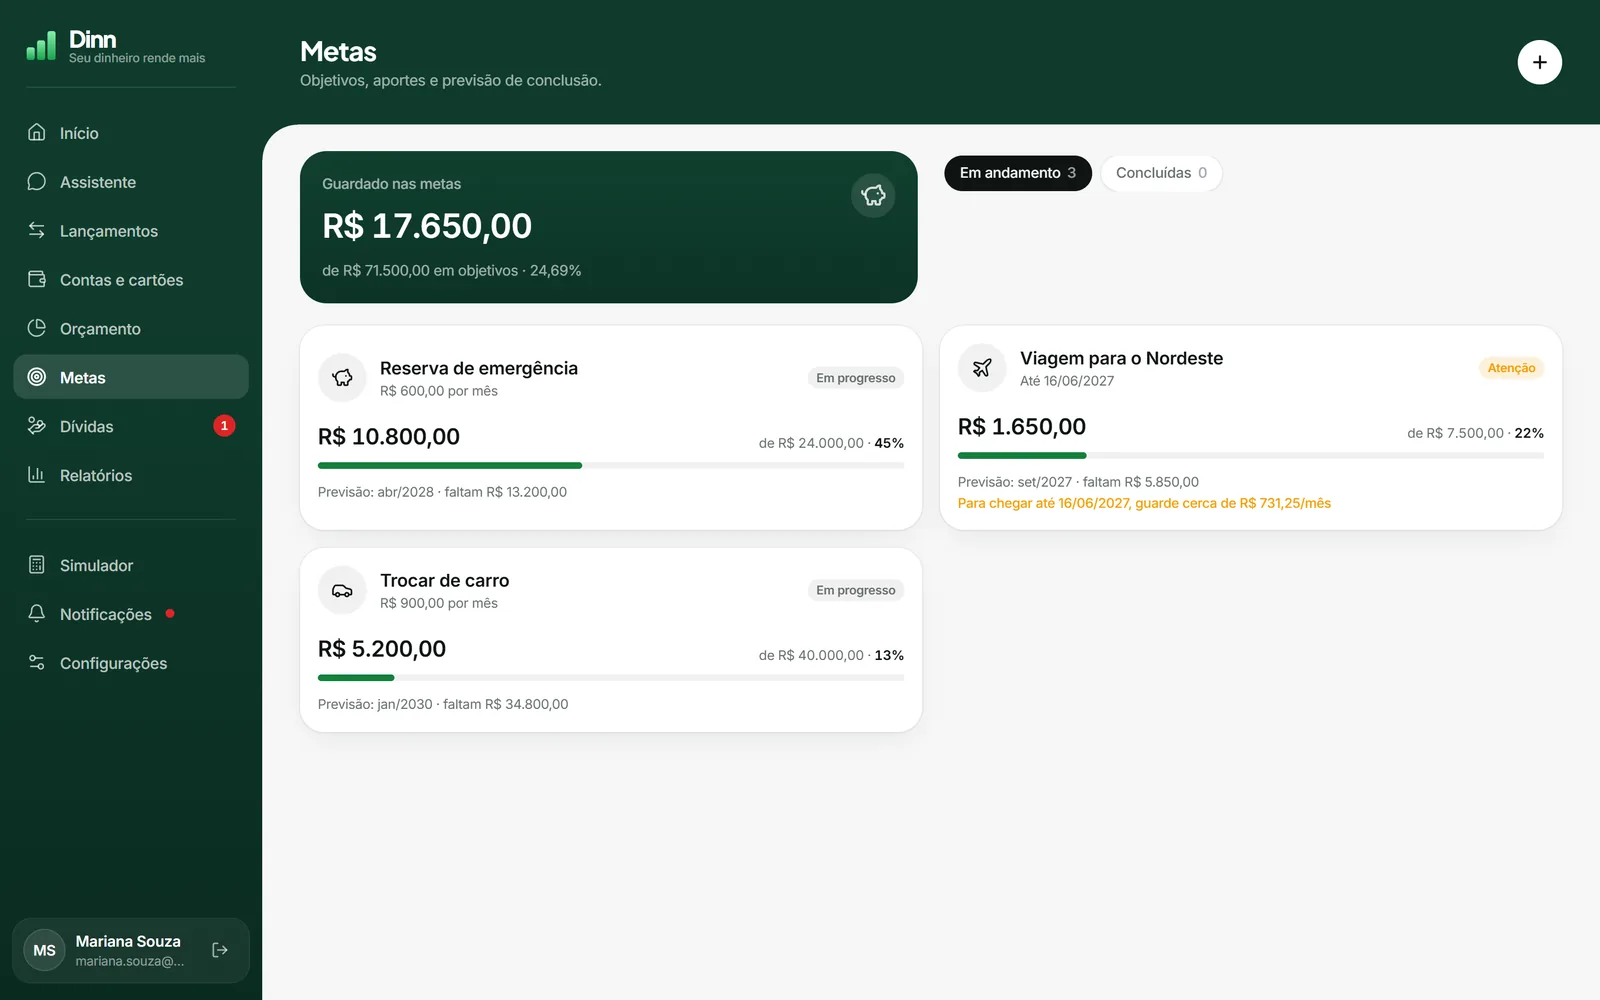 Dinn
Seu dinheiro rende mais
Início
Assistente
Lançamentos
Contas e cartões
Orçamento
Metas
Dívidas 1
Relatórios
Simulador
Notificações
Configurações
MS
Mariana Souza
mariana.souza@...
Metas
Objetivos, aportes e previsão de conclusão.
+
Guardado nas metas
R$ 17.650,00
de R$ 71.500,00 em objetivos · 24,69%
Em andamento 3
Concluídas 0
Reserva de emergência
R$ 600,00 por mês
Em progresso
R$ 10.800,00
de R$ 24.000,00 · 45%
Previsão: abr/2028 · faltam R$ 13.200,00
Viagem para o Nordeste
Até 16/06/2027
Atenção
R$ 1.650,00
de R$ 7.500,00 · 22%
Previsão: set/2027 · faltam R$ 5.850,00
Para chegar até 16/06/2027, guarde cerca de R$ 731,25/mês
Trocar de carro
R$ 900,00 por mês
Em progresso
R$ 5.200,00
de R$ 40.000,00 · 13%
Previsão: jan/2030 · faltam R$ 34.800,00